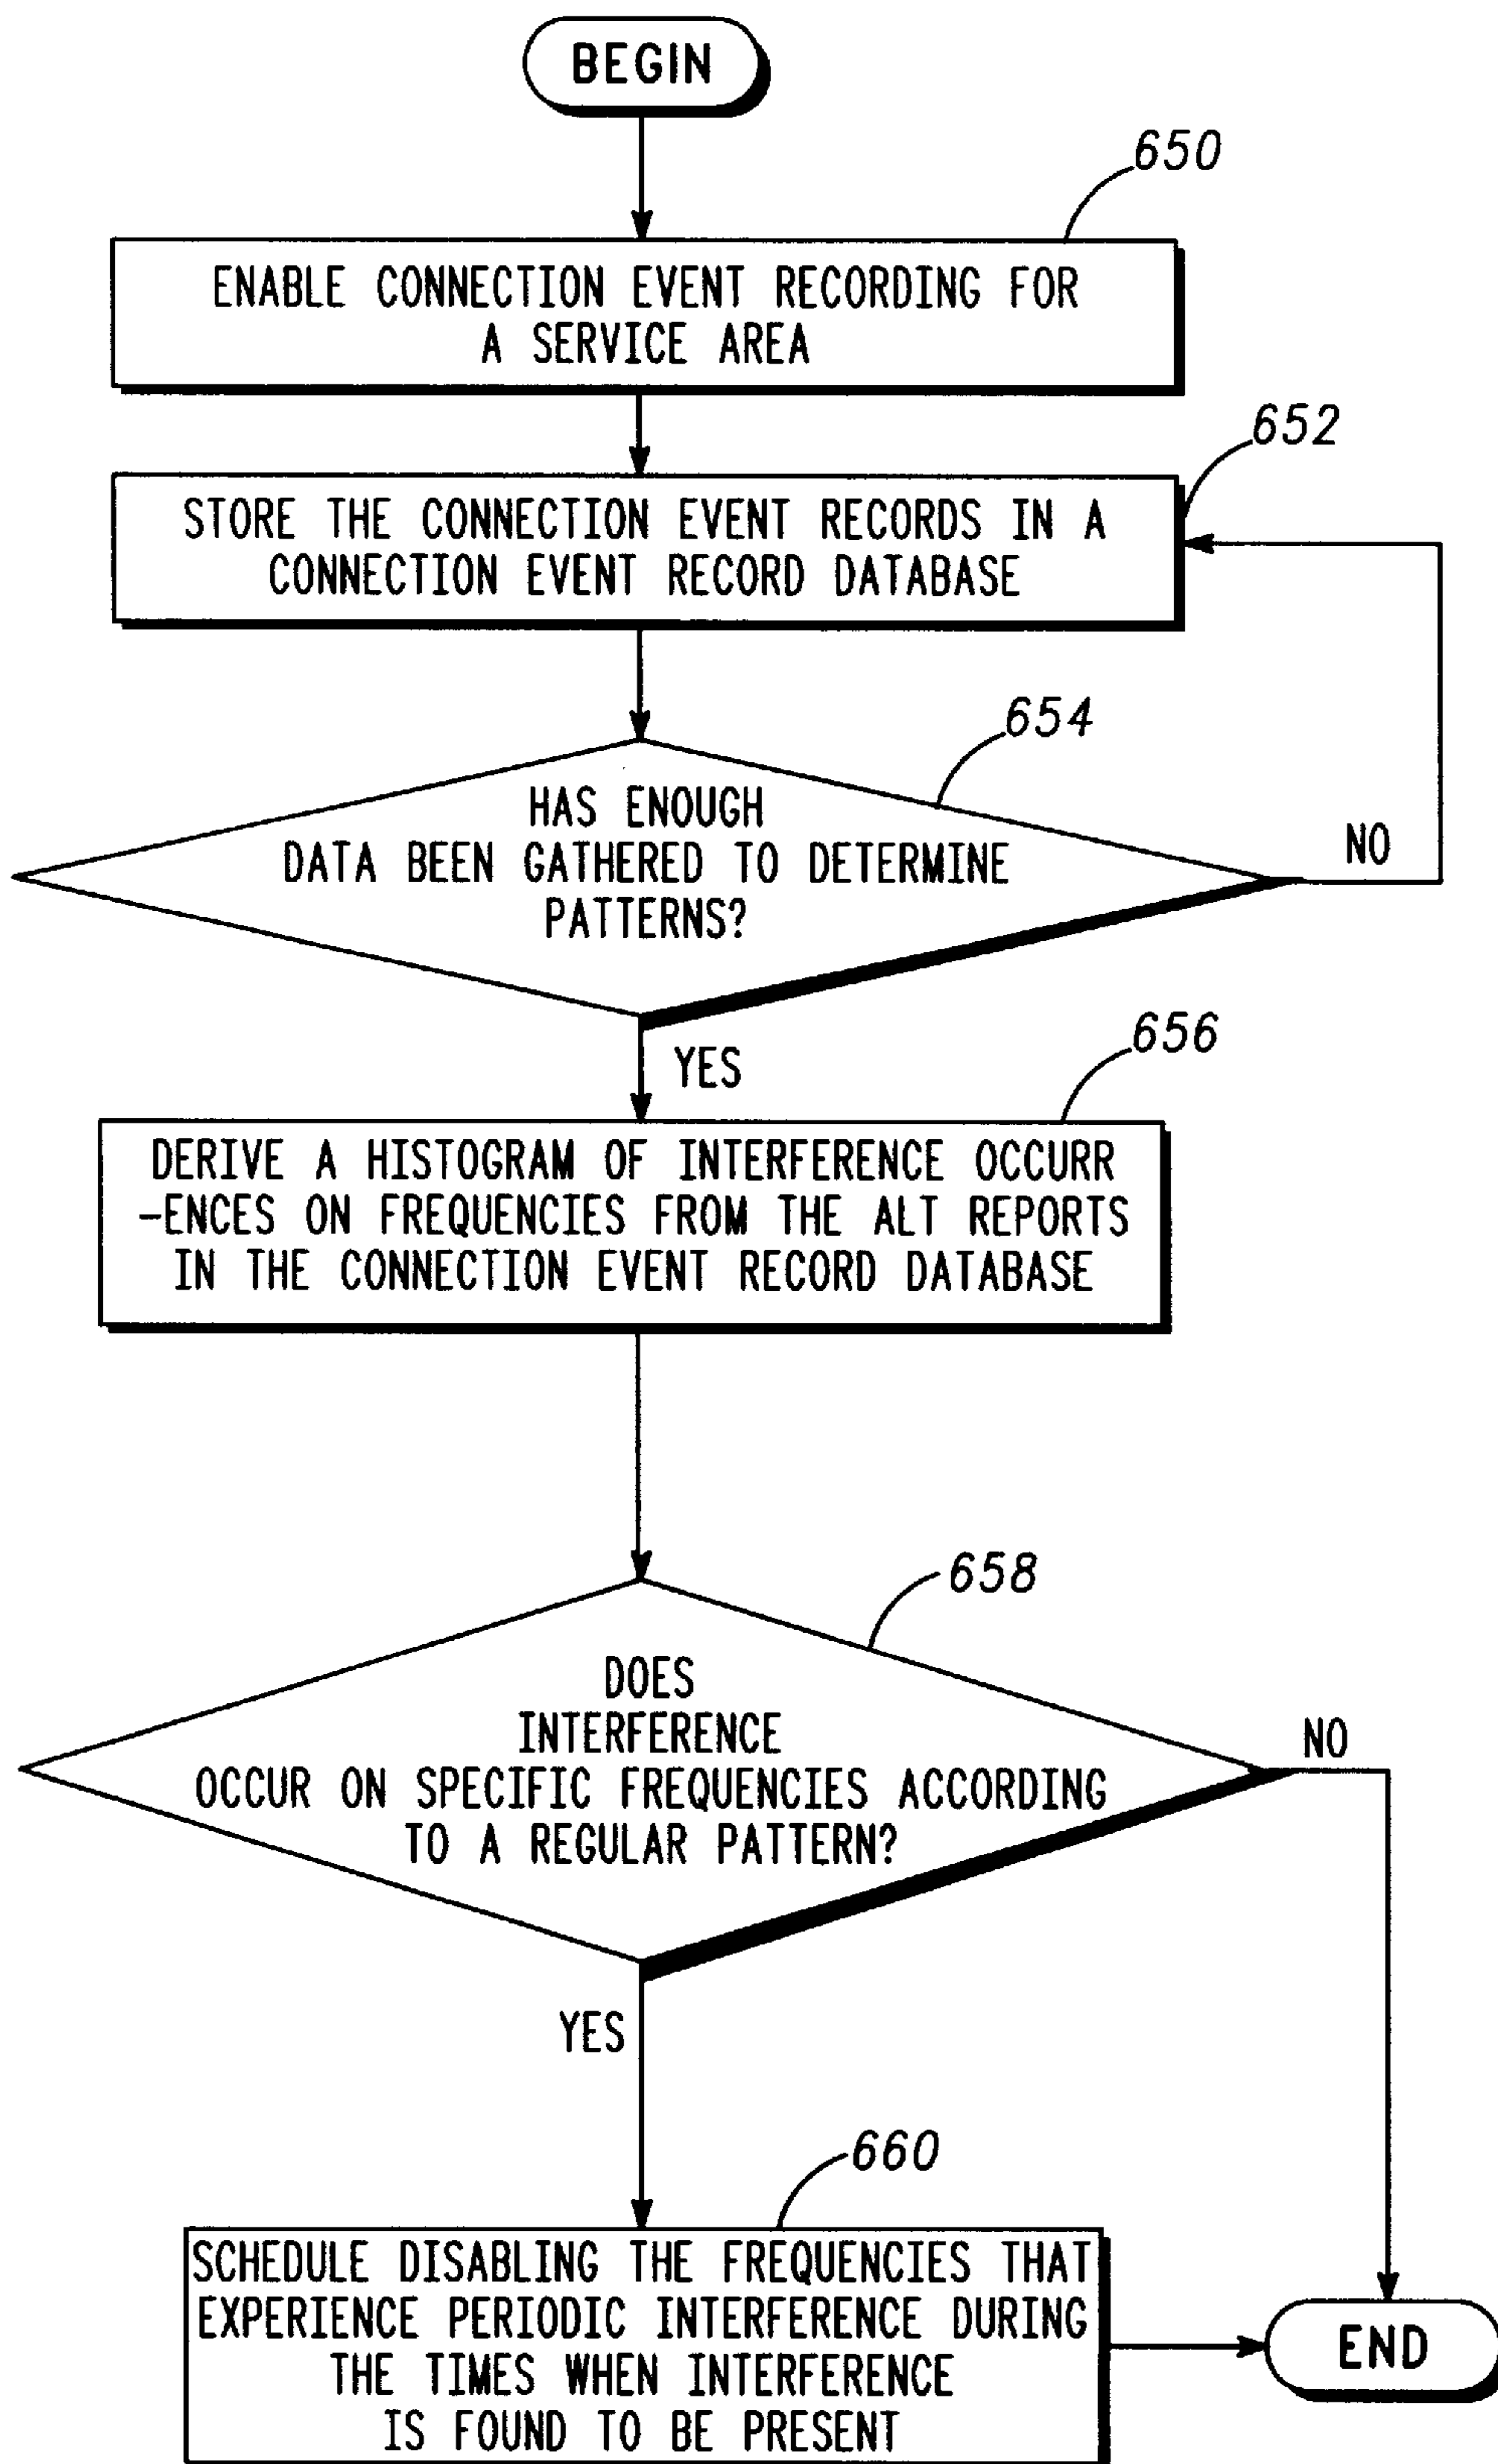 BEGIN
650
ENABLE CONNECTION EVENT RECORDING FOR
A SERVICE AREA
652
STORE THE CONNECTION EVENT RECORDS IN A
CONNECTION EVENT RECORD DATABASE
654
HAS ENOUGH
DATA BEEN GATHERED TO DETERMINE
PATTERNS?
NO
YES
656
DERIVE A HISTOGRAM OF INTERFERENCE OCCURR
-ENCES ON FREQUENCIES FROM THE ALT REPORTS
IN THE CONNECTION EVENT RECORD DATABASE
658
DOES
INTERFERENCE
OCCUR ON SPECIFIC FREQUENCIES ACCORDING
TO A REGULAR PATTERN?
NO
YES
660
SCHEDULE DISABLING THE FREQUENCIES THAT
EXPERIENCE PERIODIC INTERFERENCE DURING
THE TIMES WHEN INTERFERENCE
IS FOUND TO BE PRESENT
END